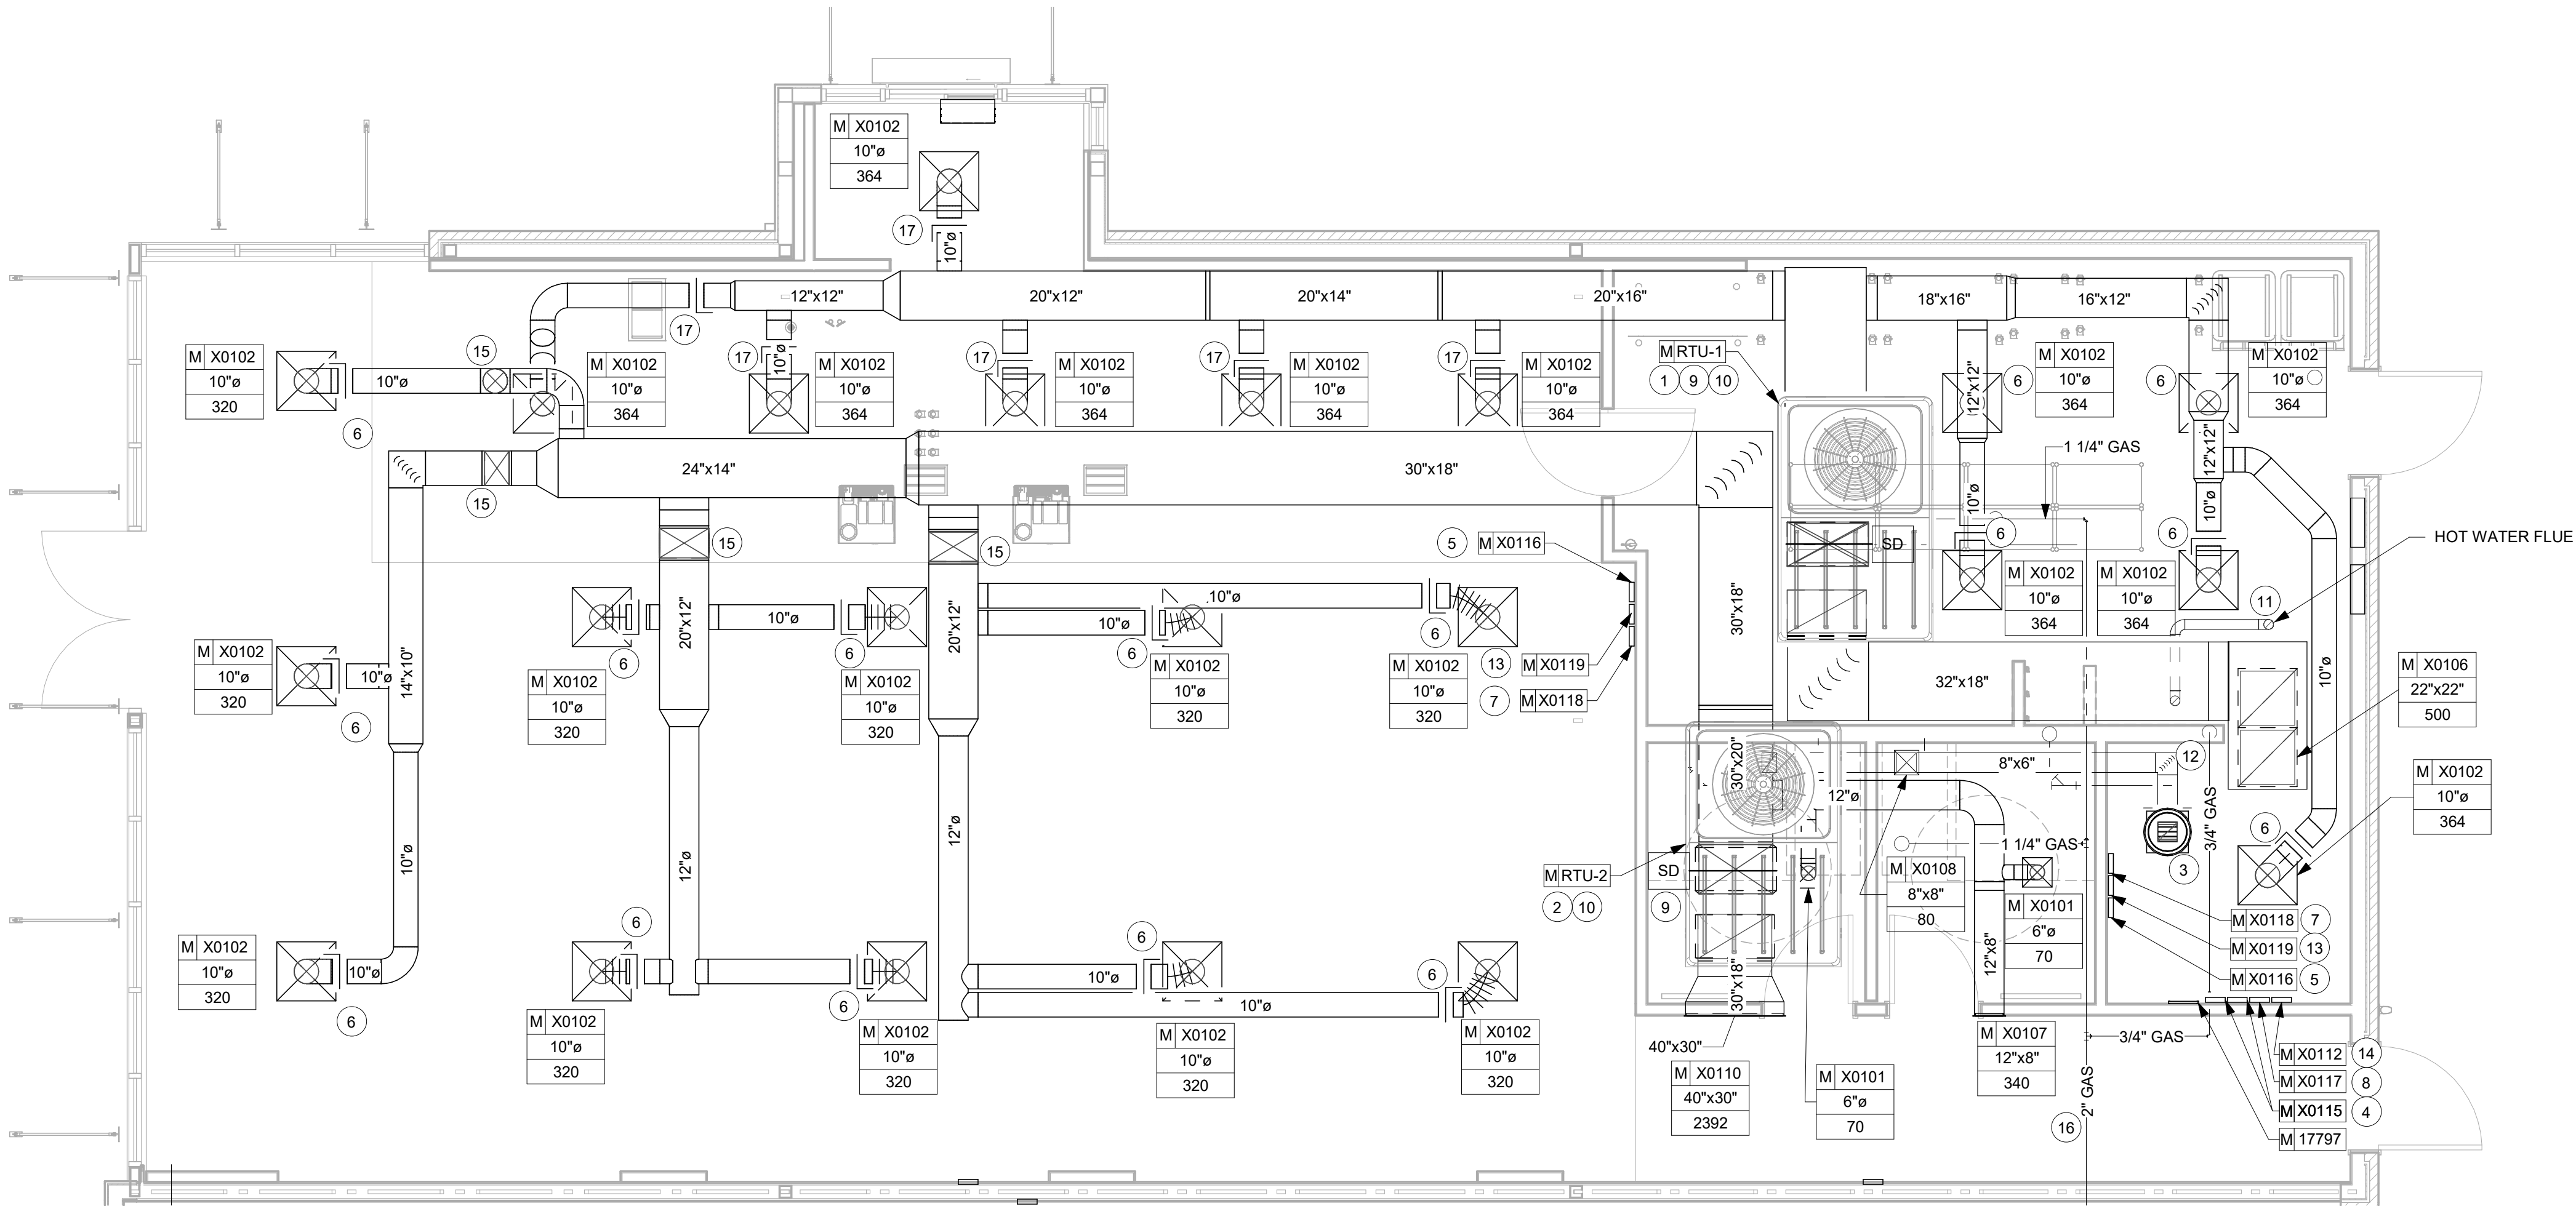 M X0102
10"ø
364
17
10"ø
12"x12"
20"x12"
20"x14"
20"x16"
18"x16"
16"x12"
17
M X0102
10"ø
320
15
10"ø
6
M X0102
10"ø
364
17
10"ø
M X0102
10"ø
364
17
M X0102
10"ø
364
17
M X0102
10"ø
364
17
M X0102
10"ø
364
M RTU-1
1 9 10
12"x12"
6
M X0102
10"ø
364
6
M X0102
10"ø
364
24"x14"
30"x18"
15
1 1/4" GAS
12"x12"
10"ø
10"ø
6
6
HOT WATER FLUE
15
15
5
M X0116
SD
M X0102
10"ø
364
M X0102
10"ø
364
11
20"x12"
10"ø
20"x12"
10"ø
10"ø
30"x18"
6
6
6
6
13
M X0119
7
M X0118
M X0102
10"ø
320
10"ø
14"x10"
6
M X0102
10"ø
320
M X0102
10"ø
320
M X0102
10"ø
320
M X0102
10"ø
320
32"x18"
10"ø
M X0106
22"x22"
500
30"x20"
12"ø
8"x6"
12
3/4" GAS
M X0102
10"ø
364
6
10"ø
12"ø
12"ø
M RTU-2
2 10
SD
9
M X0108
8"x8"
80
1 1/4" GAS
3
M X0101
6"ø
70
M X0118
7
M X0119
13
M X0116
5
M X0102
10"ø
320
10"ø
6
6
6
6
6
10"ø
10"ø
30"x18"
12"x8"
M X0102
10"ø
320
M X0102
10"ø
320
M X0102
10"ø
320
M X0102
10"ø
320
40"x30"
M X0110
40"x30"
2392
M X0101
6"ø
70
M X0107
12"x8"
340
3/4" GAS
2" GAS
16
M X0112
14
M X0117
8
M X0115
4
M 17797